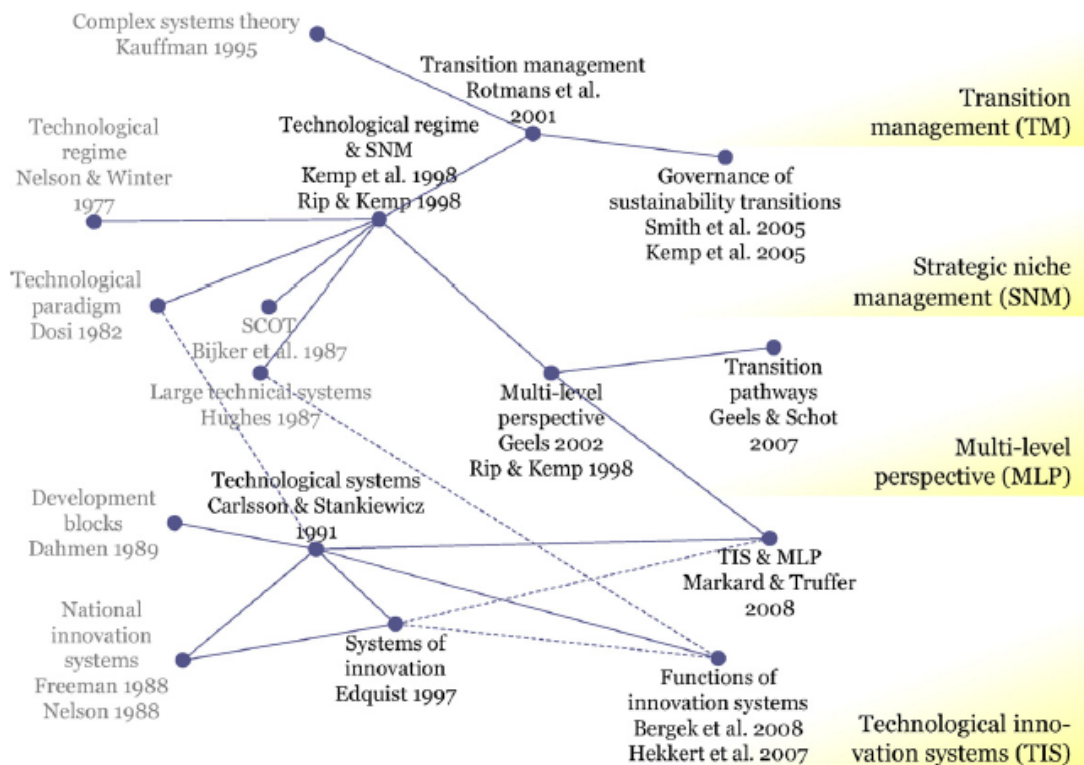 Complex systems theory
Kauffman 1995
Transition management
Rotmans et al.
2001
Transition
management (TM)
Technological
regime
Nelson & Winter
1977
Technological regime
& SNM
Kemp et al. 1998
Rip & Kemp 1998
Governance of
sustainability transitions
Smith et al. 2005
Kemp et al. 2005
Strategic niche
management (SNM)
Technological
paradigm
Dosi 1982
SCOT
Bijker et al. 1987
Large technical systems
Hughes 1987
Multi-level
perspective
Geels 2002
Rip & Kemp 1998
Transition
pathways
Geels & Schot
2007
Multi-level
perspective (MLP)
Technological systems
Carlsson & Stankiewicz
1991
Development
blocks
Dahmen 1989
TIS & MLP
Markard & Truffer
2008
National
innovation
systems
Freeman 1988
Nelson 1988
Systems of
innovation
Edquist 1997
Functions of
innovation systems
Bergek et al. 2008
Hekkert et al. 2007
Technological inno-
vation systems (TIS)